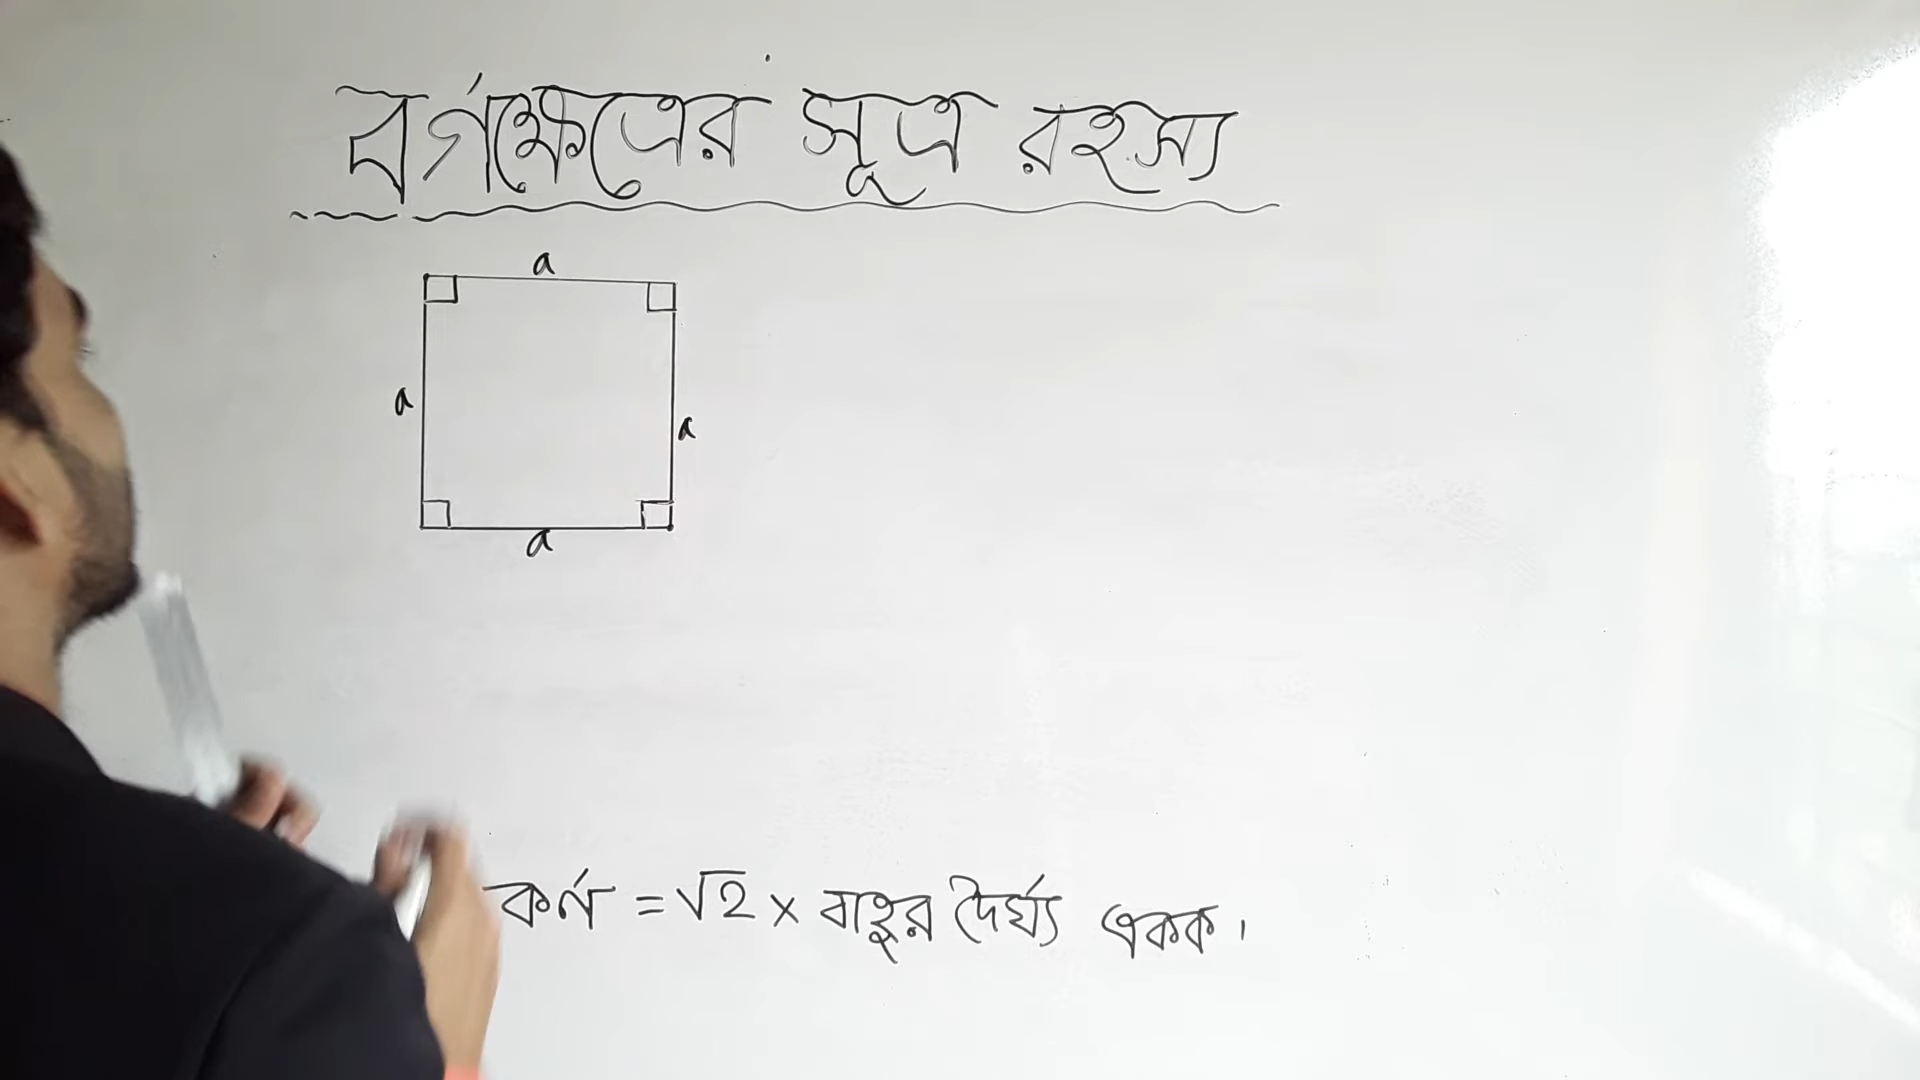 বর্গক্ষেত্রের সূত্র রহস্য
a
a
a
a
কর্ণ = √2 × বাহুর দৈর্ঘ্য একক।